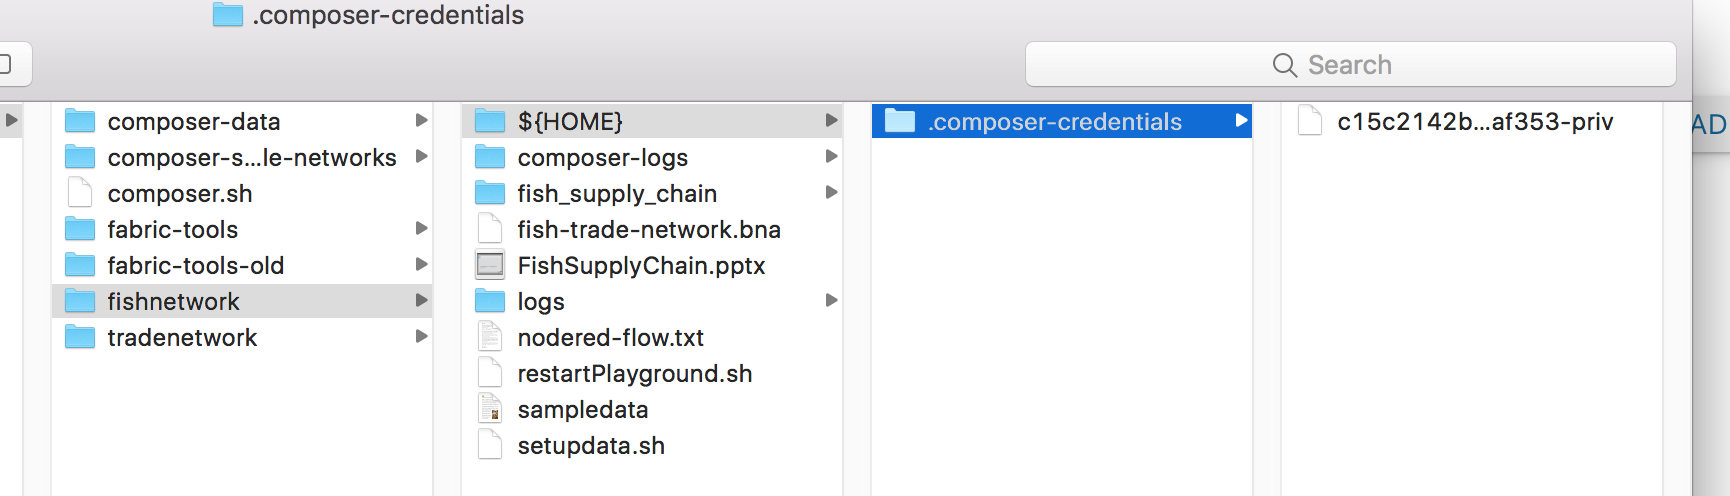 .composer-credentials
Search
composer-data
composer-s...le-networks
composer.sh
fabric-tools
fabric-tools-old
fishnetwork
tradenetwork
${HOME}
composer-logs
fish_supply_chain
fish-trade-network.bna
FishSupplyChain.pptx
logs
nodered-flow.txt
restartPlayground.sh
sampledata
setupdata.sh
.composer-credentials
c15c2142b...af353-priv
AD